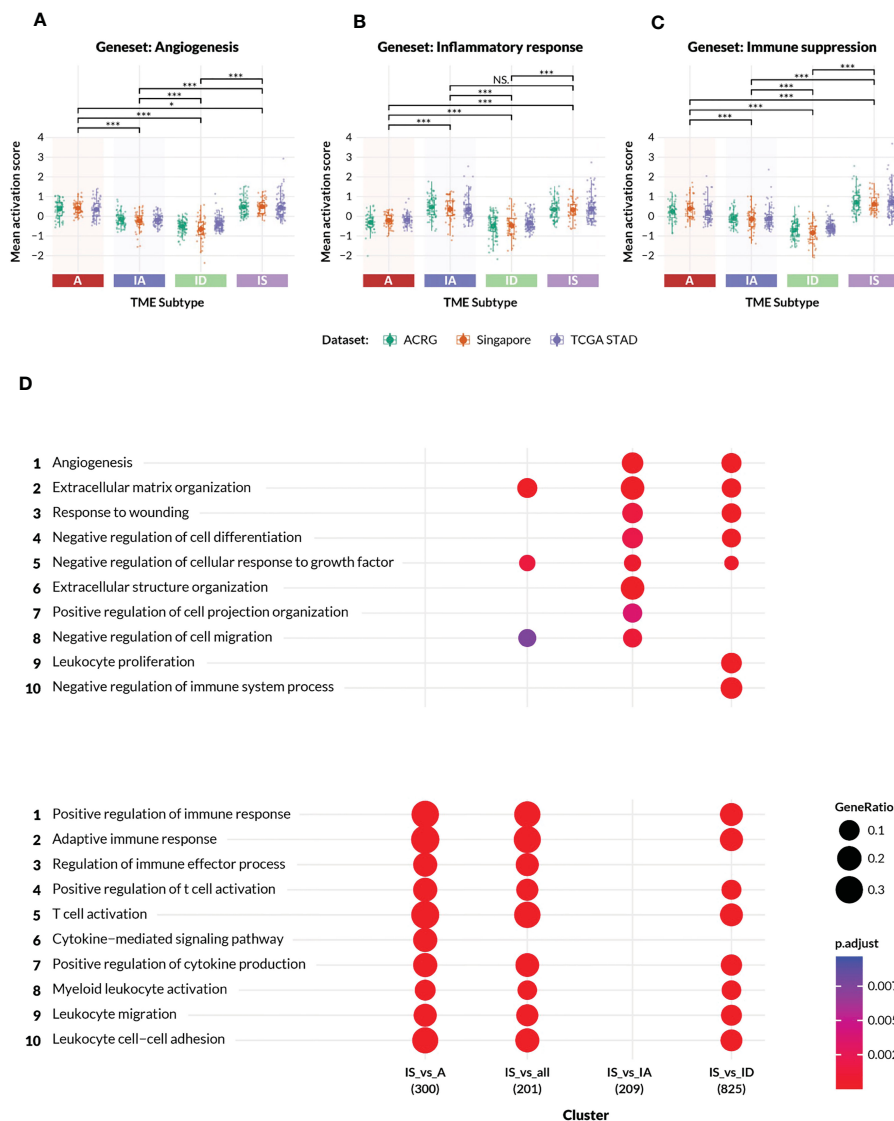 A
Geneset: Angiogenesis
***
***
***
*
***
***
Mean activation score
4
3
2
1
0
−1
−2
A
IA
ID
IS
TME Subtype
B
Geneset: Inflammatory response
***
NS.
***
***
***
***
Mean activation score
4
3
2
1
0
−1
−2
A
IA
ID
IS
TME Subtype
C
Geneset: Immune suppression
***
***
***
***
***
***
Mean activation score
4
3
2
1
0
−1
−2
A
IA
ID
IS
TME Subtype
Dataset: ACRG Singapore TCGA STAD
D
1 Angiogenesis
2 Extracellular matrix organization
3 Response to wounding
4 Negative regulation of cell differentiation
5 Negative regulation of cellular response to growth factor
6 Extracellular structure organization
7 Positive regulation of cell projection organization
8 Negative regulation of cell migration
9 Leukocyte proliferation
10 Negative regulation of immune system process
1 Positive regulation of immune response
2 Adaptive immune response
3 Regulation of immune effector process
4 Positive regulation of t cell activation
5 T cell activation
6 Cytokine−mediated signaling pathway
7 Positive regulation of cytokine production
8 Myeloid leukocyte activation
9 Leukocyte migration
10 Leukocyte cell−cell adhesion
IS_vs_A IS_vs_all IS_vs_IA IS_vs_ID
(300) (201) (209) (825)
Cluster
GeneRatio
0.1
0.2
0.3
p.adjust
0.007
0.005
0.002